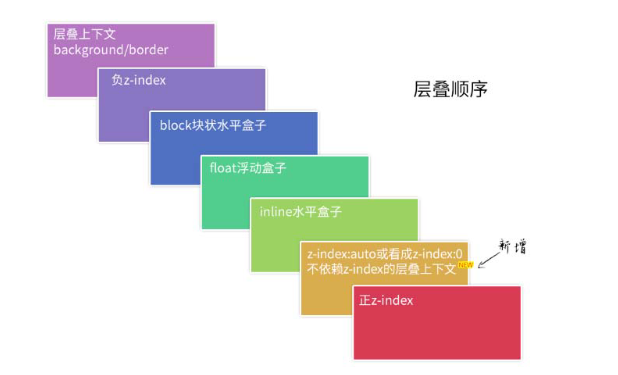 层叠上下文
background/border
负z-index
层叠顺序
block块状水平盒子
float浮动盒子
inline水平盒子
新增
z-index:auto或看成z-index:0
不依赖z-index的层叠上下文
NEW
正z-index